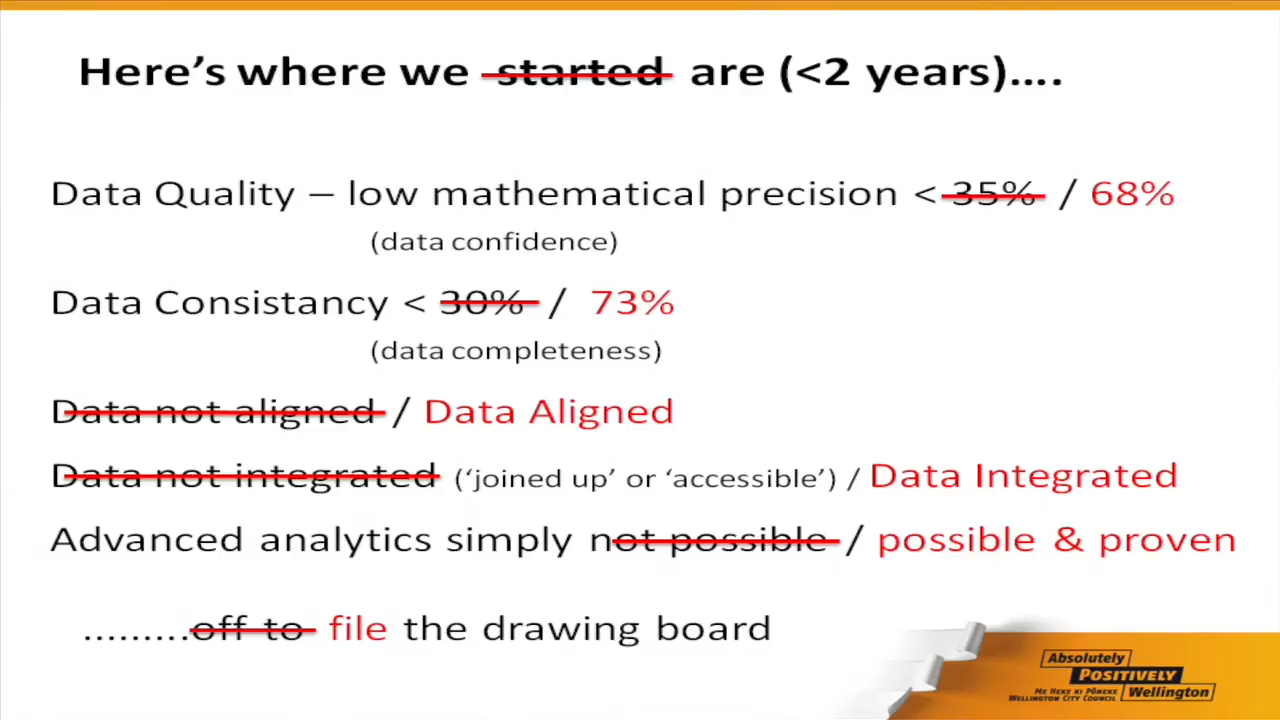 Here's where we started are (<2 years)....
Data Quality – low mathematical precision < 35% / 68%
(data confidence)
Data Consistancy < 30% / 73%
(data completeness)
Data not aligned / Data Aligned
Data not integrated ('joined up' or 'accessible') / Data Integrated
Advanced analytics simply not possible / possible & proven
.........off to file the drawing board
Absolutely
POSITIVELY
ME HEKE KI PŌNEKE
WELLINGTON CITY COUNCIL
Wellington